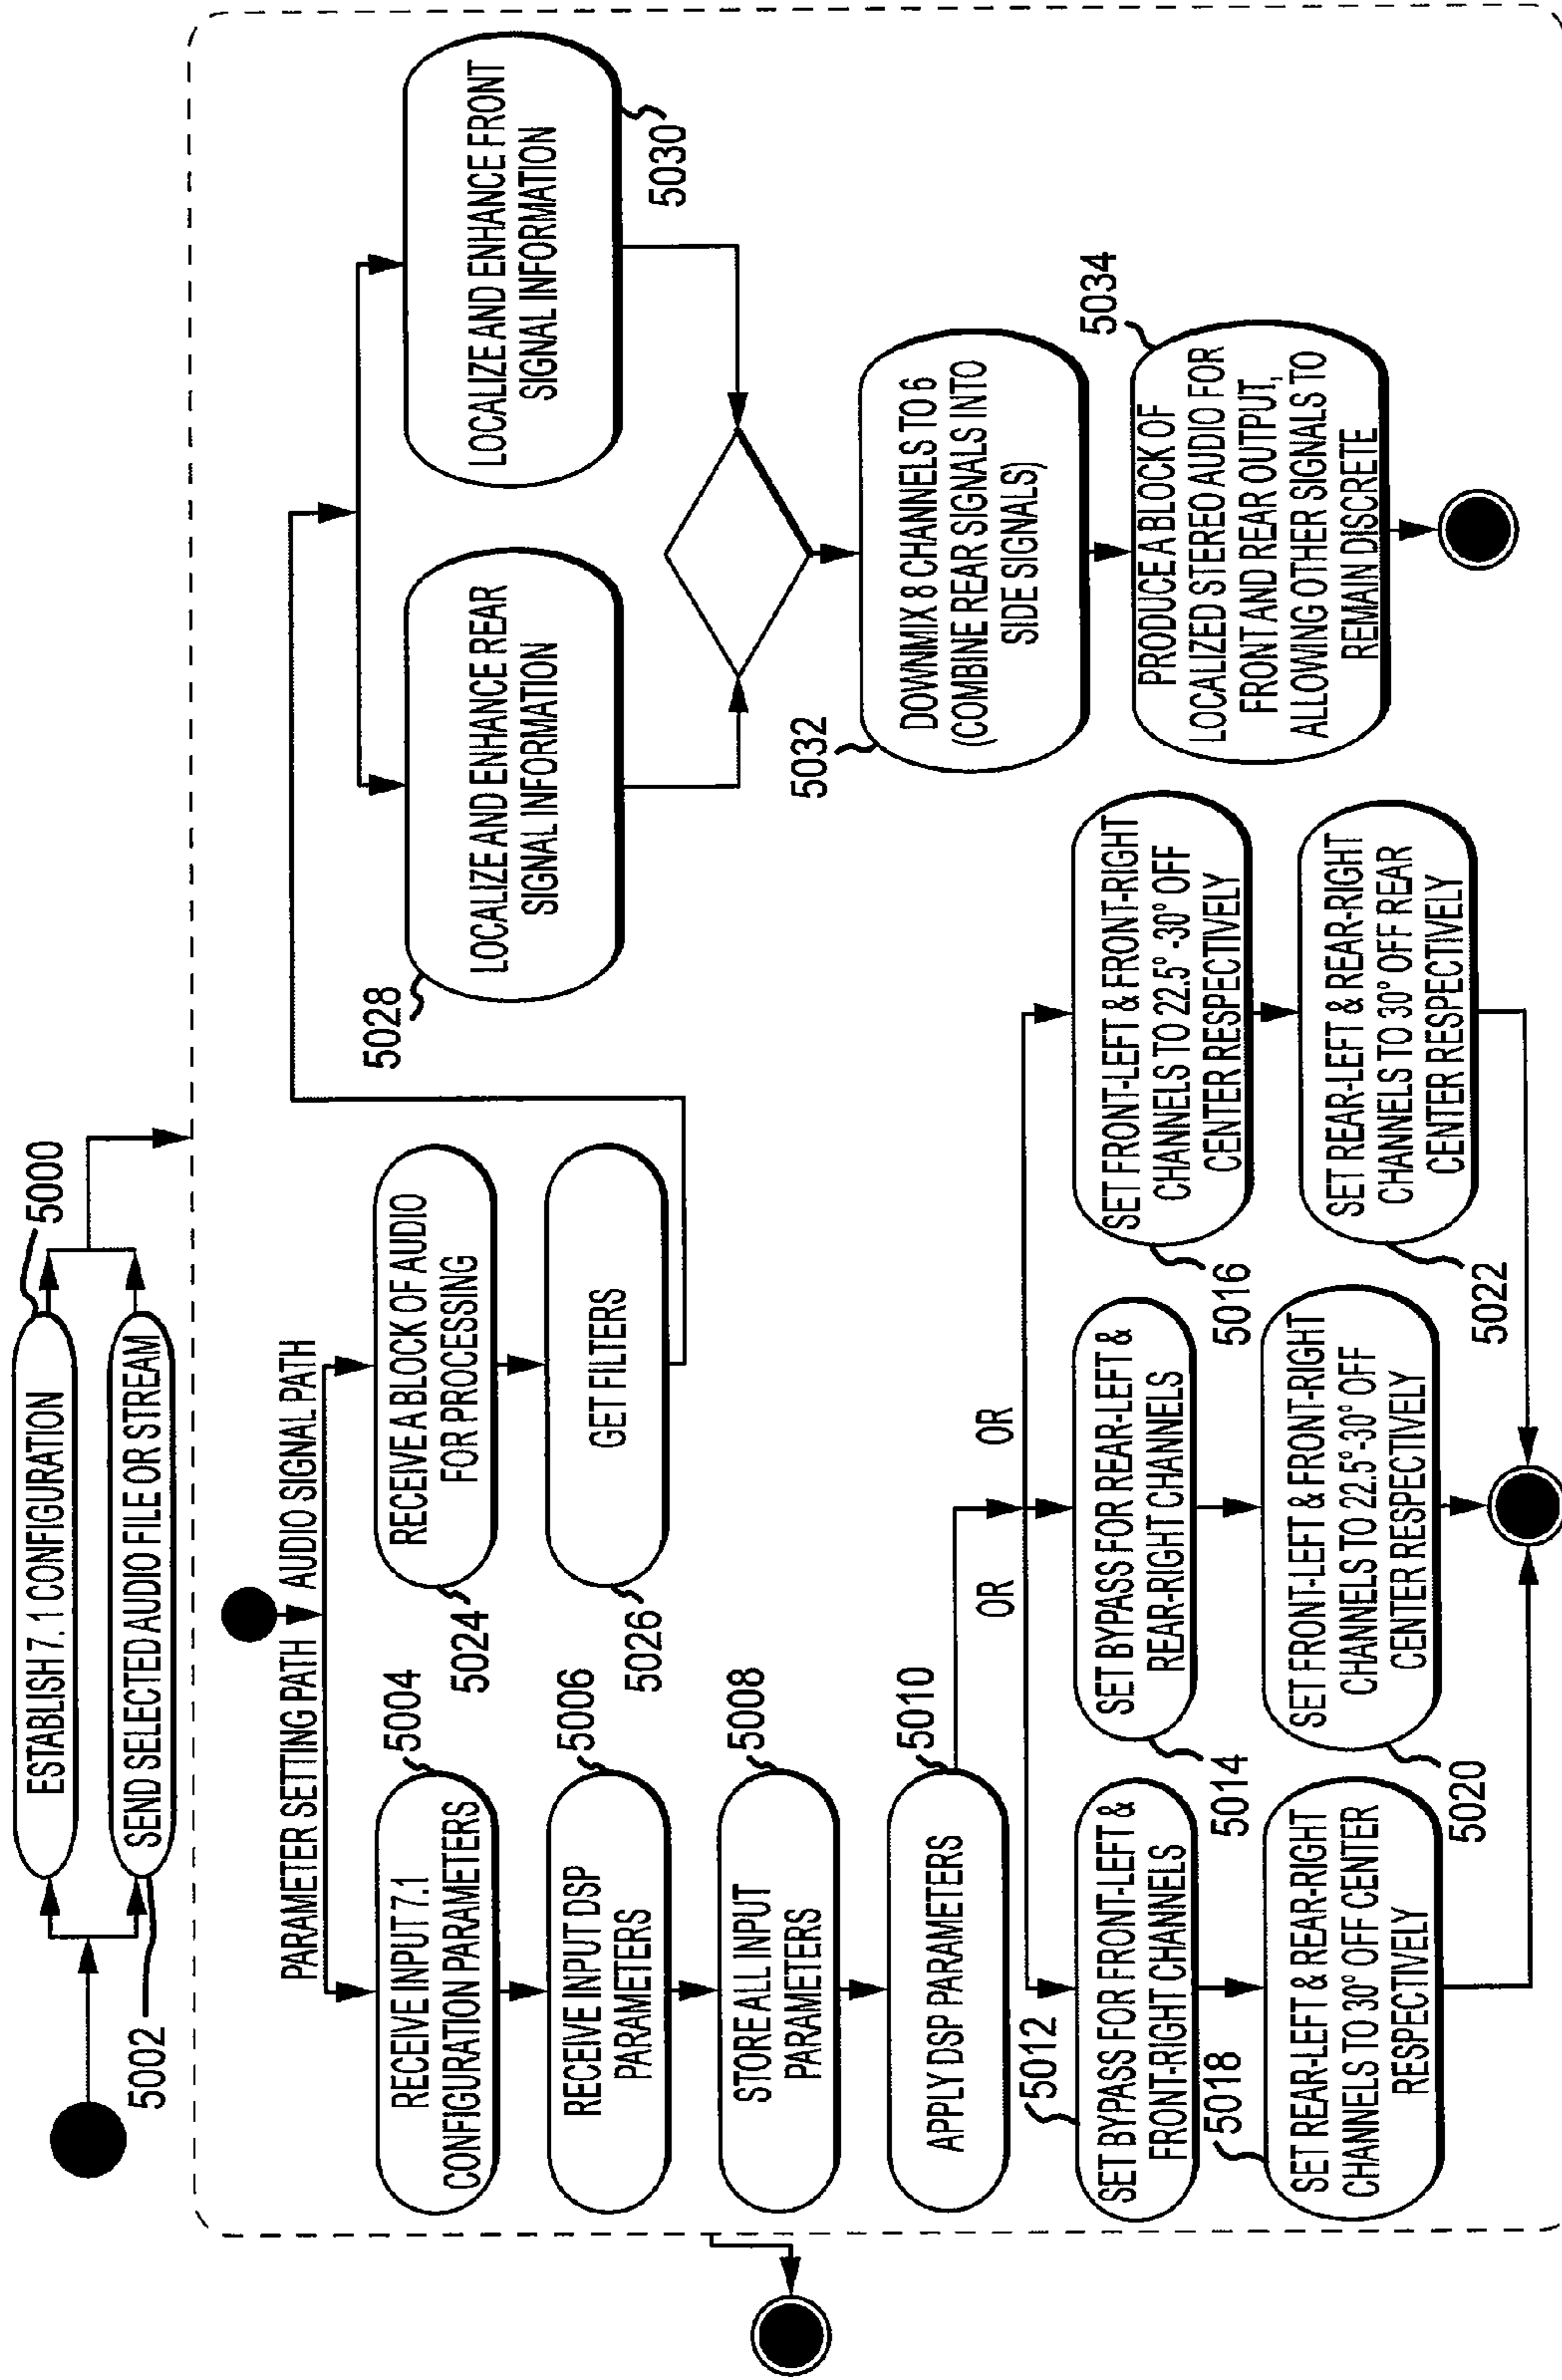 5000
ESTABLISH 7.1 CONFIGURATION
SEND SELECTED AUDIO FILE OR STREAM
5002
PARAMETER SETTING PATH
AUDIO SIGNAL PATH
5004
RECEIVE INPUT 7.1
CONFIGURATION PARAMETERS
5006
RECEIVE INPUT DSP
PARAMETERS
5008
STORE ALL INPUT
PARAMETERS
5010
APPLY DSP PARAMETERS
OR
OR
5012
SET BYPASS FOR FRONT-LEFT &
FRONT-RIGHT CHANNELS
5018
SET REAR-LEFT & REAR-RIGHT
CHANNELS TO 30° OFF CENTER
RESPECTIVELY
SET BYPASS FOR REAR-LEFT &
REAR-RIGHT CHANNELS
5014
SET FRONT-LEFT & FRONT-RIGHT
CHANNELS TO 22.5°-30° OFF
CENTER RESPECTIVELY
5020
SET FRONT-LEFT & FRONT-RIGHT
CHANNELS TO 22.5° -30° OFF
CENTER RESPECTIVELY
5016
SET REAR-LEFT & REAR-RIGHT
CHANNELS TO 30° OFF REAR
CENTER RESPECTIVELY
5022
RECEIVE A BLOCK OF AUDIO
FOR PROCESSING
5024
GET FILTERS
5026
LOCALIZE AND ENHANCE REAR
SIGNAL INFORMATION
5028
LOCALIZE AND ENHANCE FRONT
SIGNAL INFORMATION
5030
5032
DOWNMIX 8 CHANNELS TO 6
(COMBINE REAR SIGNALS INTO
SIDE SIGNALS)
5034
PRODUCE A BLOCK OF
LOCALIZED STEREO AUDIO FOR
FRONT AND REAR OUTPUT,
ALLOWING OTHER SIGNALS TO
REMAIN DISCRETE